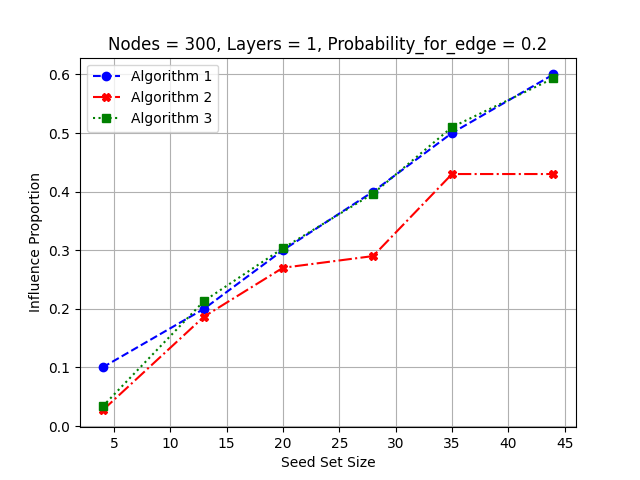 Nodes = 300, Layers = 1, Probability_for_edge = 0.2
Algorithm 1
Algorithm 2
Algorithm 3
Influence Proportion
0.6
0.5
0.4
0.3
0.2
0.1
0.0
5 10 15 20 25 30 35 40 45
Seed Set Size